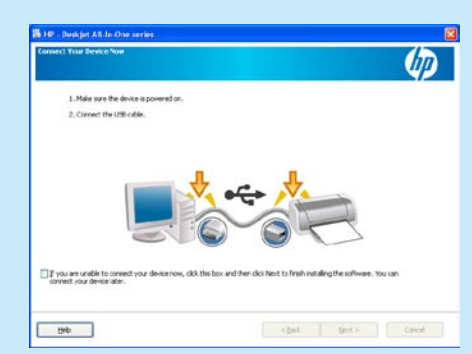 HP - Deskjet All-In-One series
Connect Your Device Now
hp
1. Make sure the device is powered on.
2. Connect the USB cable.
If you are unable to connect your device now, click this box and then click Next to finish installing the software. You can
connect your device later.
Help
< Back
Next >
Cancel